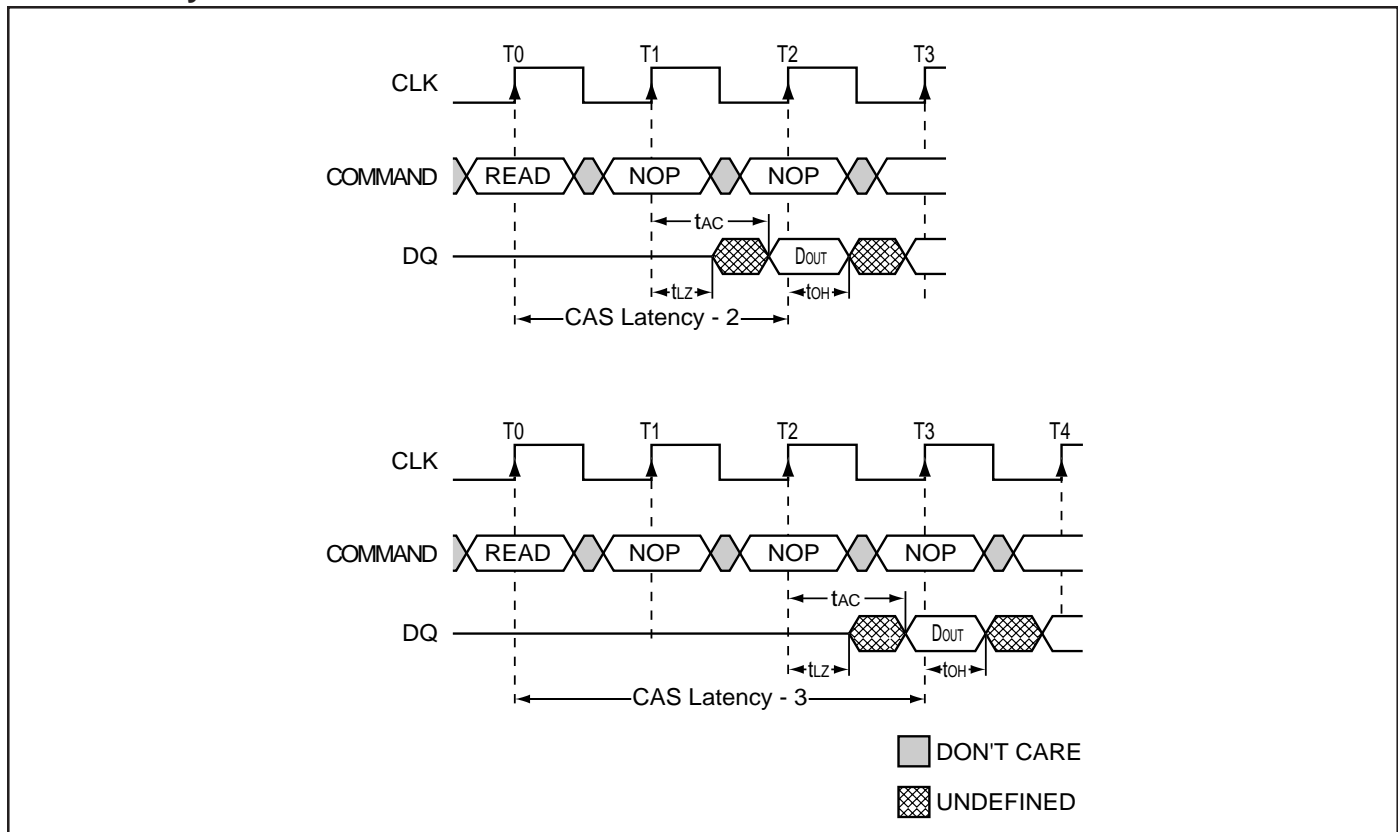 T0 T1 T2 T3
CLK
COMMAND READ NOP NOP
tAC
DQ DOUT
tLZ tOH
CAS Latency - 2
T0 T1 T2 T3 T4
CLK
COMMAND READ NOP NOP NOP
tAC
DQ DOUT
tLZ tOH
CAS Latency - 3
DON'T CARE
UNDEFINED